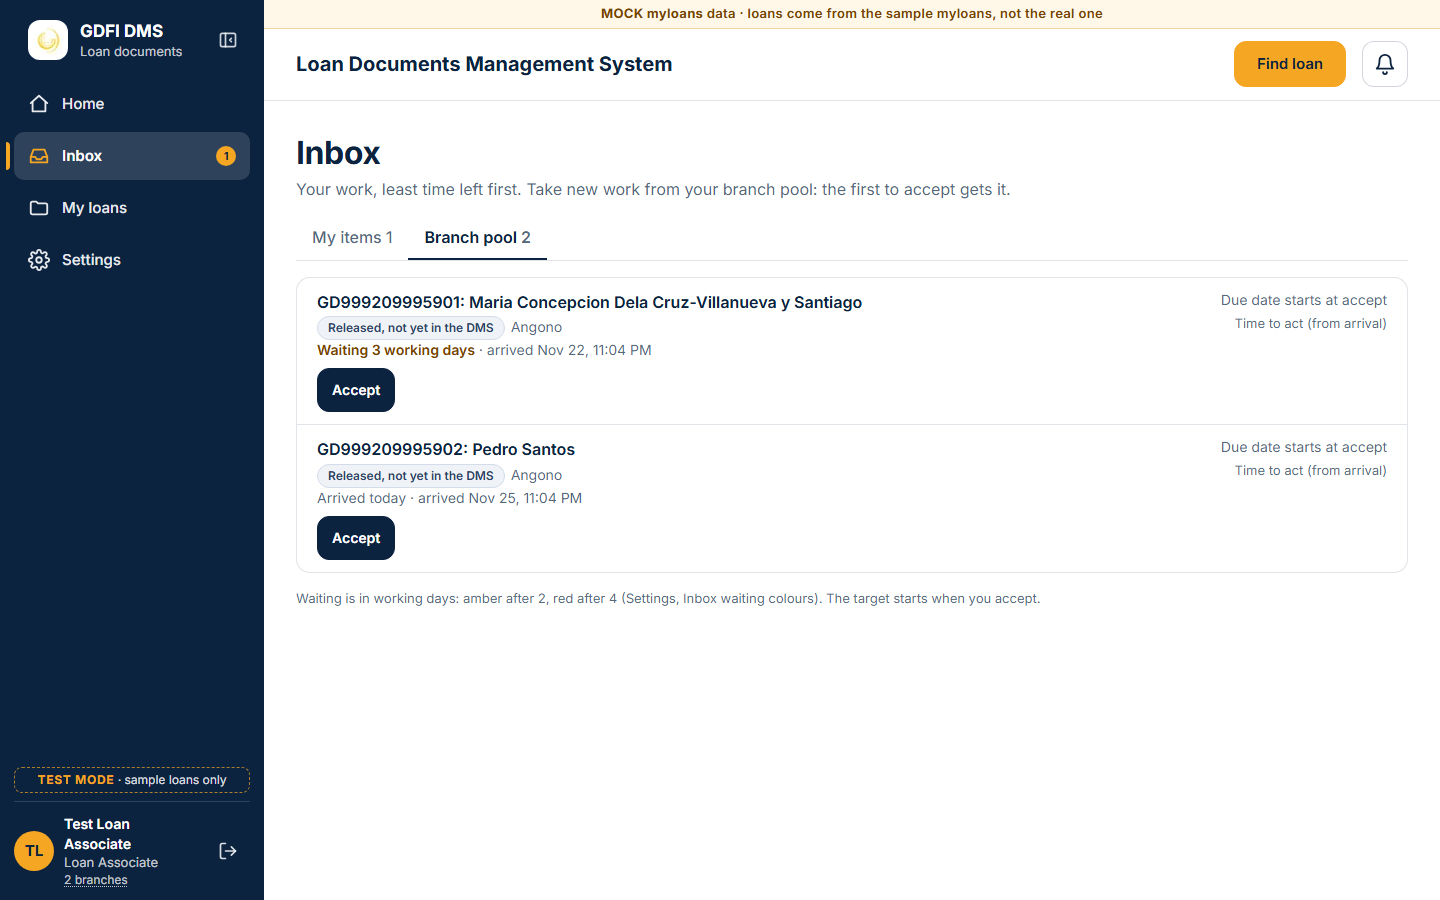 GDFI DMS
Loan documents
Home
Inbox 1
My loans
Settings
TEST MODE · sample loans only
TL
Test Loan
Associate
Loan Associate
2 branches
MOCK myloans data · loans come from the sample myloans, not the real one
Loan Documents Management System
Find loan
Inbox
Your work, least time left first. Take new work from your branch pool: the first to accept gets it.
My items 1 Branch pool 2
GD999209995901: Maria Concepcion Dela Cruz-Villanueva y Santiago
Due date starts at accept
Released, not yet in the DMS Angono
Time to act (from arrival)
Waiting 3 working days · arrived Nov 22, 11:04 PM
Accept
GD999209995902: Pedro Santos
Due date starts at accept
Released, not yet in the DMS Angono
Time to act (from arrival)
Arrived today · arrived Nov 25, 11:04 PM
Accept
Waiting is in working days: amber after 2, red after 4 (Settings, Inbox waiting colours). The target starts when you accept.